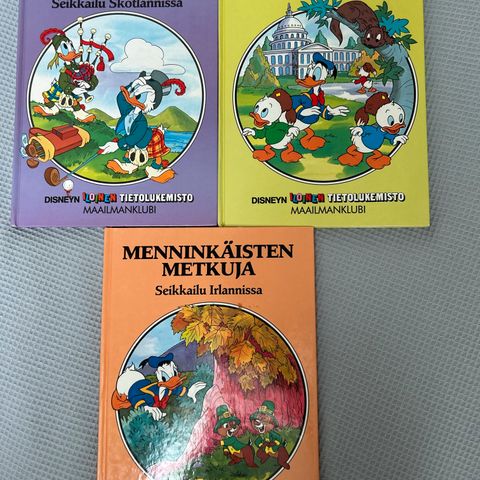 Seikkailu Skotlannissa
DISNEYN ILOINEN TIETOLUKEMISTO
MAAILMANKLUBI
DISNEYN ILOINEN TIETOLUKEMISTO
MAAILMANKLUBI
MENNINKÄISTEN
METKUJA
Seikkailu Irlannissa